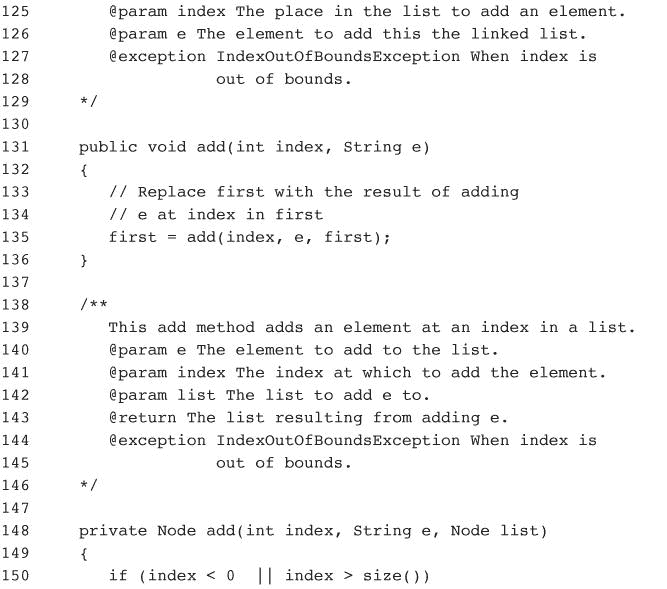 125        @param index The place in the list to add an element.
126        @param e The element to add this the linked list.
127        @exception IndexOutOfBoundsException When index is
128                   out of bounds.
129     */
130
131     public void add(int index, String e)
132     {
133        // Replace first with the result of adding
134        // e at index in first
135        first = add(index, e, first);
136     }
137
138     /**
139        This add method adds an element at an index in a list.
140        @param e The element to add to the list.
141        @param index The index at which to add the element.
142        @param list The list to add e to.
143        @return The list resulting from adding e.
144        @exception IndexOutOfBoundsException When index is
145                   out of bounds.
146     */
147
148     private Node add(int index, String e, Node list)
149     {
150        if (index < 0  || index > size())